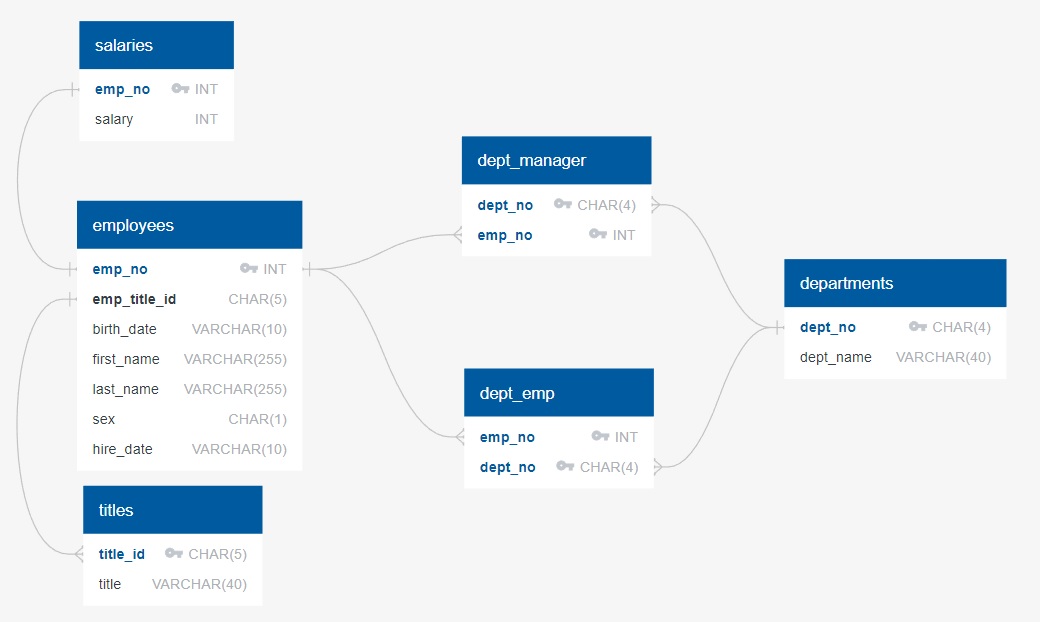 salaries
emp_no INT
salary INT
employees
emp_no INT
emp_title_id CHAR(5)
birth_date VARCHAR(10)
first_name VARCHAR(255)
last_name VARCHAR(255)
sex CHAR(1)
hire_date VARCHAR(10)
titles
title_id CHAR(5)
title VARCHAR(40)
dept_manager
dept_no CHAR(4)
emp_no INT
dept_emp
emp_no INT
dept_no CHAR(4)
departments
dept_no CHAR(4)
dept_name VARCHAR(40)